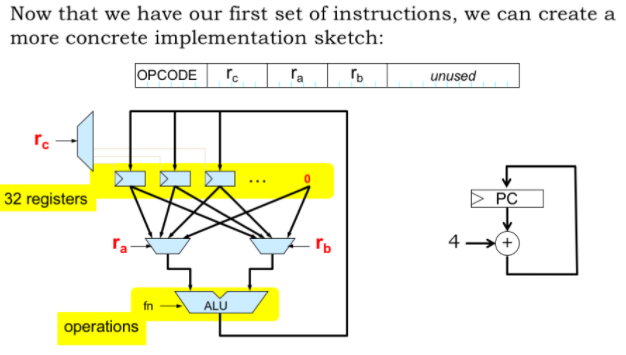 Now that we have our first set of instructions, we can create a
more concrete implementation sketch:
OPCODE rc ra rb unused
rc
... 0
32 registers
PC
ra rb
4 +
fn ALU
operations